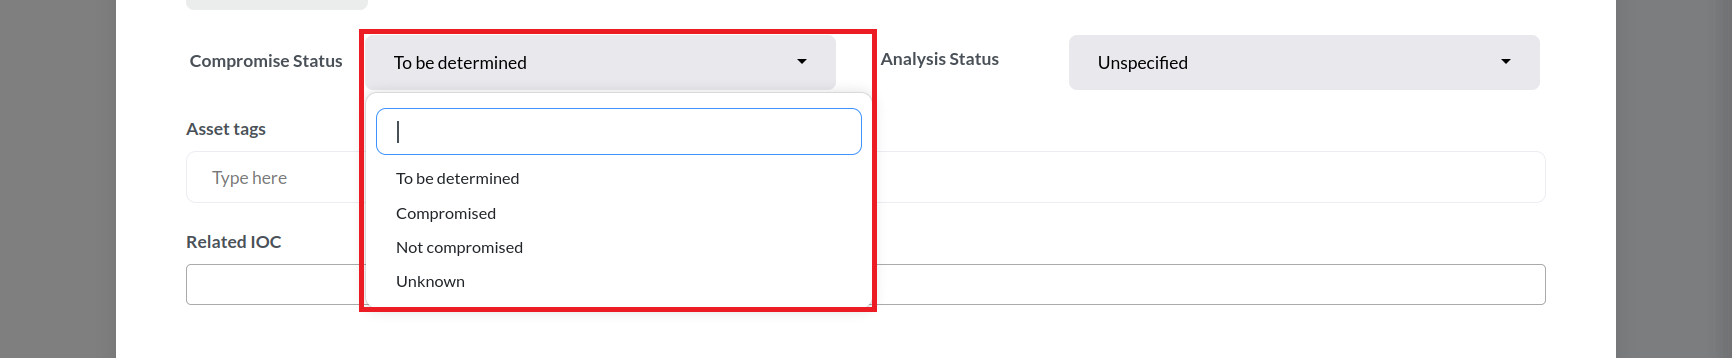 Compromise Status
To be determined
Analysis Status
Unspecified
Asset tags
Type here
To be determined
Compromised
Not compromised
Related IOC
Unknown